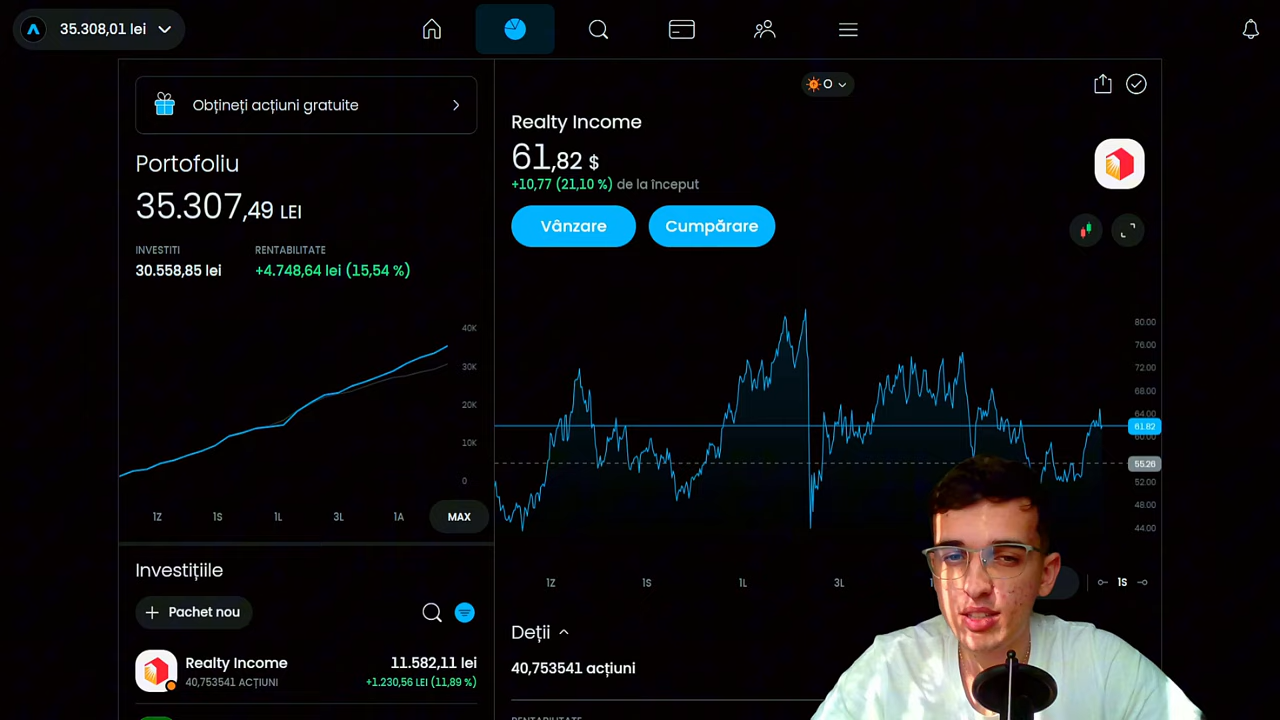 35.308,01 lei
Obțineți acțiuni gratuite
Portofoliu
35.307,49 LEI
INVESTITI
RENTABILITATE
30.558,85 lei
+4.748,64 lei (15,54 %)
40K
30K
20K
10K
0
1Z
1S
1L
3L
1A
MAX
Investițiile
Pachet nou
Realty Income
11.582,11 lei
40,753541 ACȚIUNI
+1.230,56 LEI (11,89 %)
O
Realty Income
61,82 $
+10,77 (21,10 %) de la început
Vânzare
Cumpărare
80.00
76.00
72.00
68.00
64.00
61.82
60.00
55.26
52.00
48.00
44.00
1Z
1S
1L
3L
1S
Deții
40,753541 acțiuni
RENTABILITATE